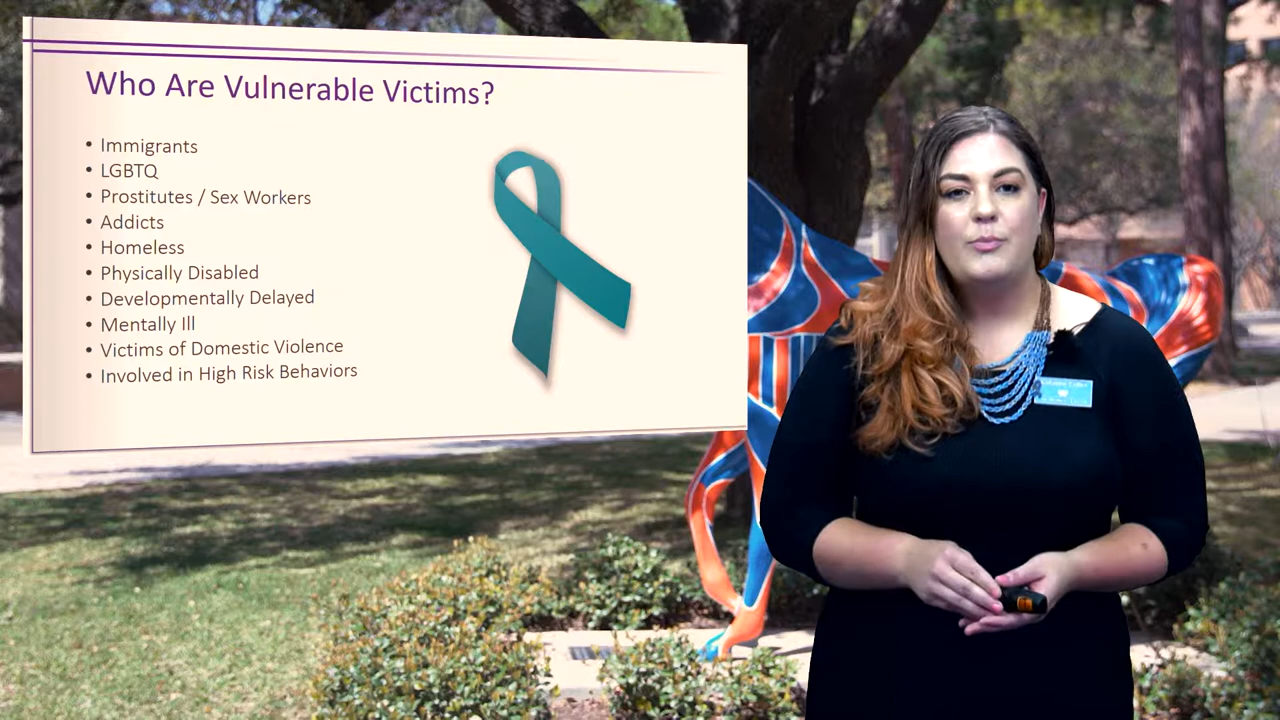 Who Are Vulnerable Victims?
• Immigrants
• LGBTQ
• Prostitutes / Sex Workers
• Addicts
• Homeless
• Physically Disabled
• Developmentally Delayed
• Mentally Ill
• Victims of Domestic Violence
• Involved in High Risk Behaviors